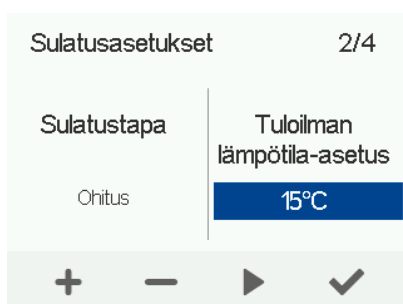 Sulatusasetukset 2/4
Sulatustapa
Ohitus
Tuloilman
lämpötila-asetus
15°C